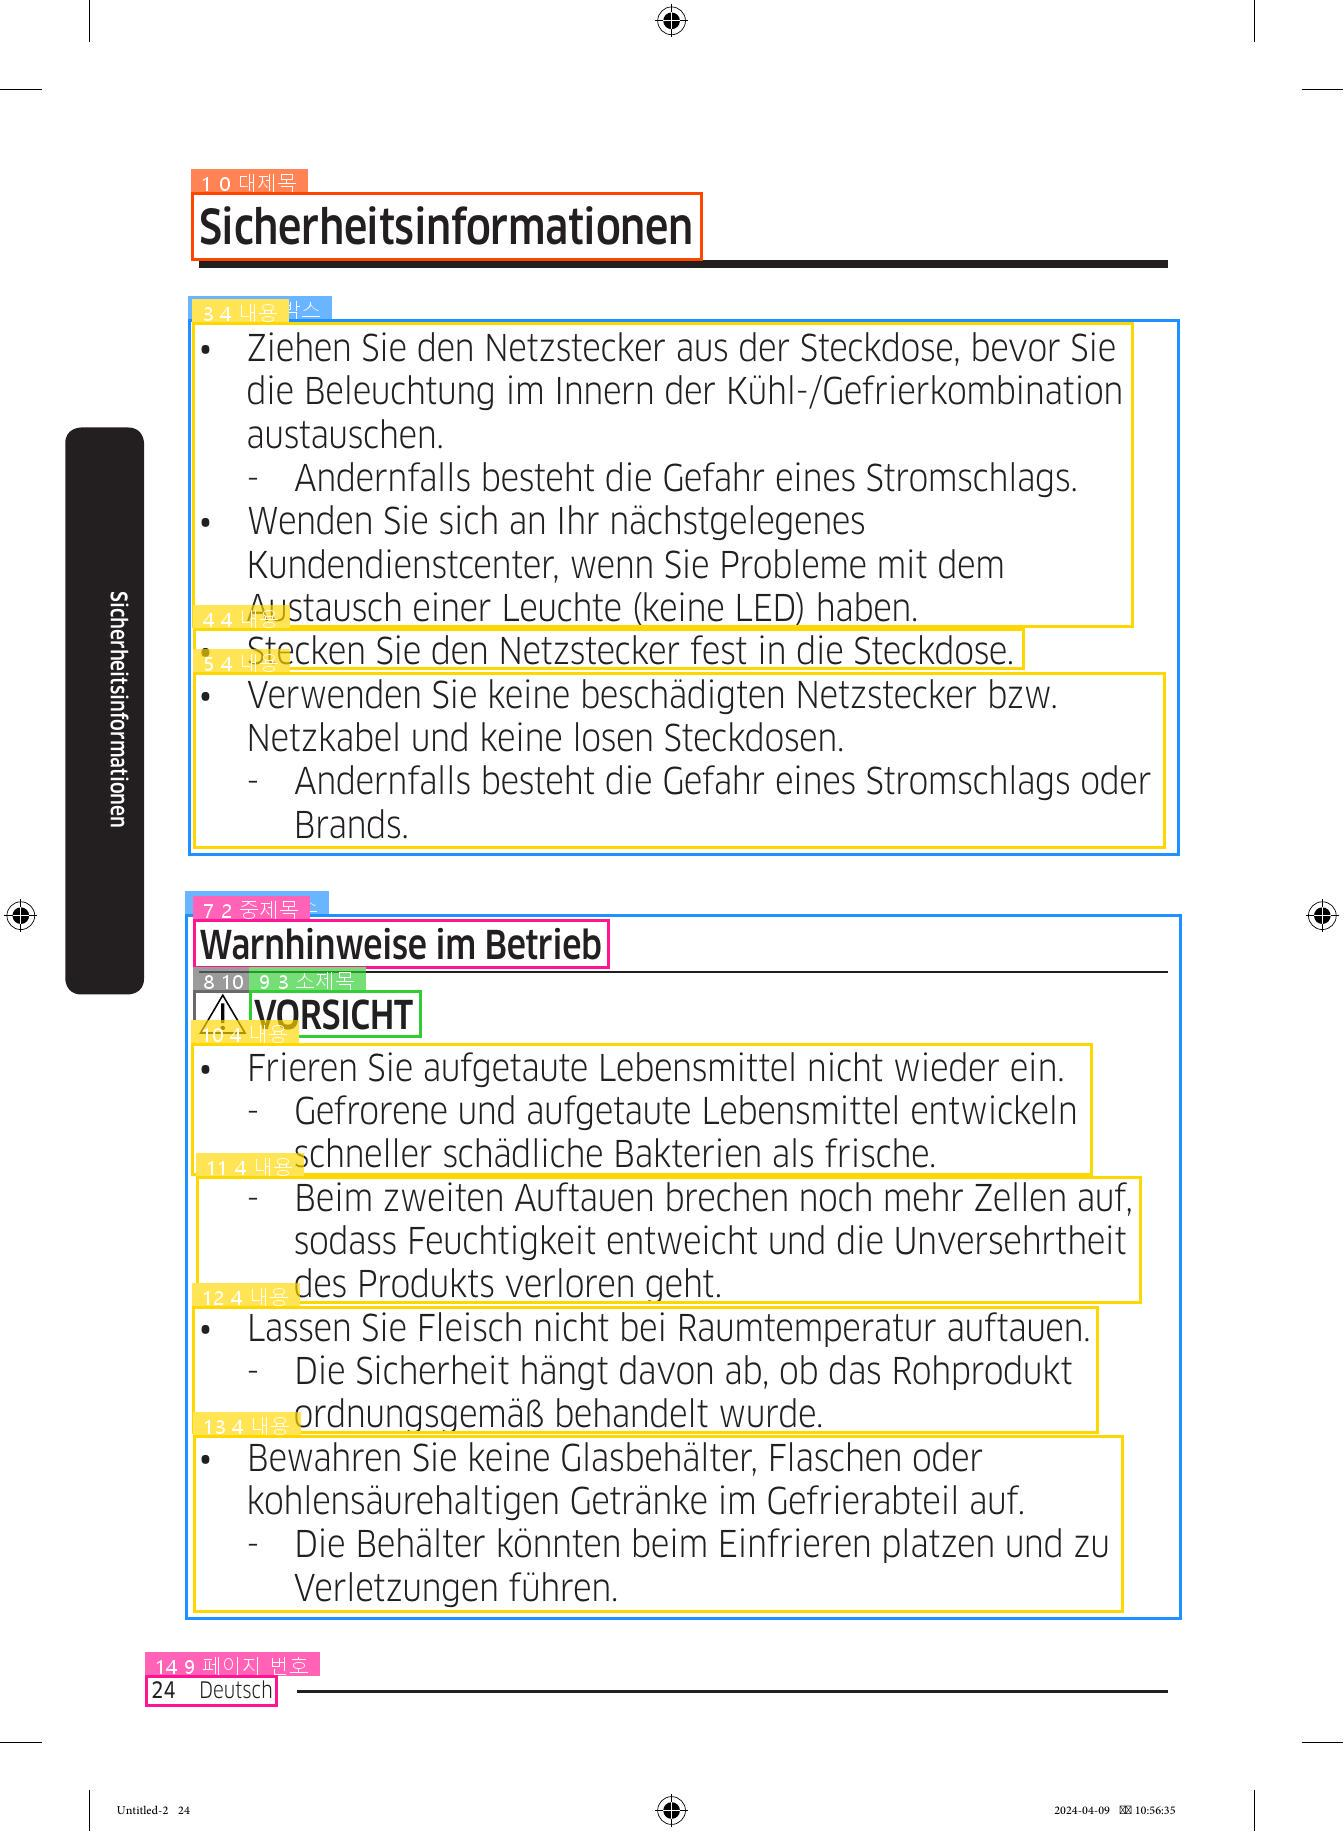 1 0 대제목
Sicherheitsinformationen
3 4 내용 박스
• Ziehen Sie den Netzstecker aus der Steckdose, bevor Sie
die Beleuchtung im Innern der Kühl-/Gefrierkombination
austauschen.
- Andernfalls besteht die Gefahr eines Stromschlags.
• Wenden Sie sich an Ihr nächstgelegenes
Kundendienstcenter, wenn Sie Probleme mit dem
Austausch einer Leuchte (keine LED) haben.
4 4 내용
• Stecken Sie den Netzstecker fest in die Steckdose.
5 4 내용
• Verwenden Sie keine beschädigten Netzstecker bzw.
Netzkabel und keine losen Steckdosen.
- Andernfalls besteht die Gefahr eines Stromschlags oder
Brands.
Sicherheitsinformationen
7 2 중제목
Warnhinweise im Betrieb
8 10 9 3 소제목
VORSICHT
10 4 내용
• Frieren Sie aufgetaute Lebensmittel nicht wieder ein.
- Gefrorene und aufgetaute Lebensmittel entwickeln
schneller schädliche Bakterien als frische.
11 4 내용
- Beim zweiten Auftauen brechen noch mehr Zellen auf,
sodass Feuchtigkeit entweicht und die Unversehrtheit
des Produkts verloren geht.
12 4 내용
• Lassen Sie Fleisch nicht bei Raumtemperatur auftauen.
- Die Sicherheit hängt davon ab, ob das Rohprodukt
ordnungsgemäß behandelt wurde.
13 4 내용
• Bewahren Sie keine Glasbehälter, Flaschen oder
kohlensäurehaltigen Getränke im Gefrierabteil auf.
- Die Behälter könnten beim Einfrieren platzen und zu
Verletzungen führen.
14 9 페이지 번호
24 Deutsch
Untitled-2 24
2024-04-09 10:56:35